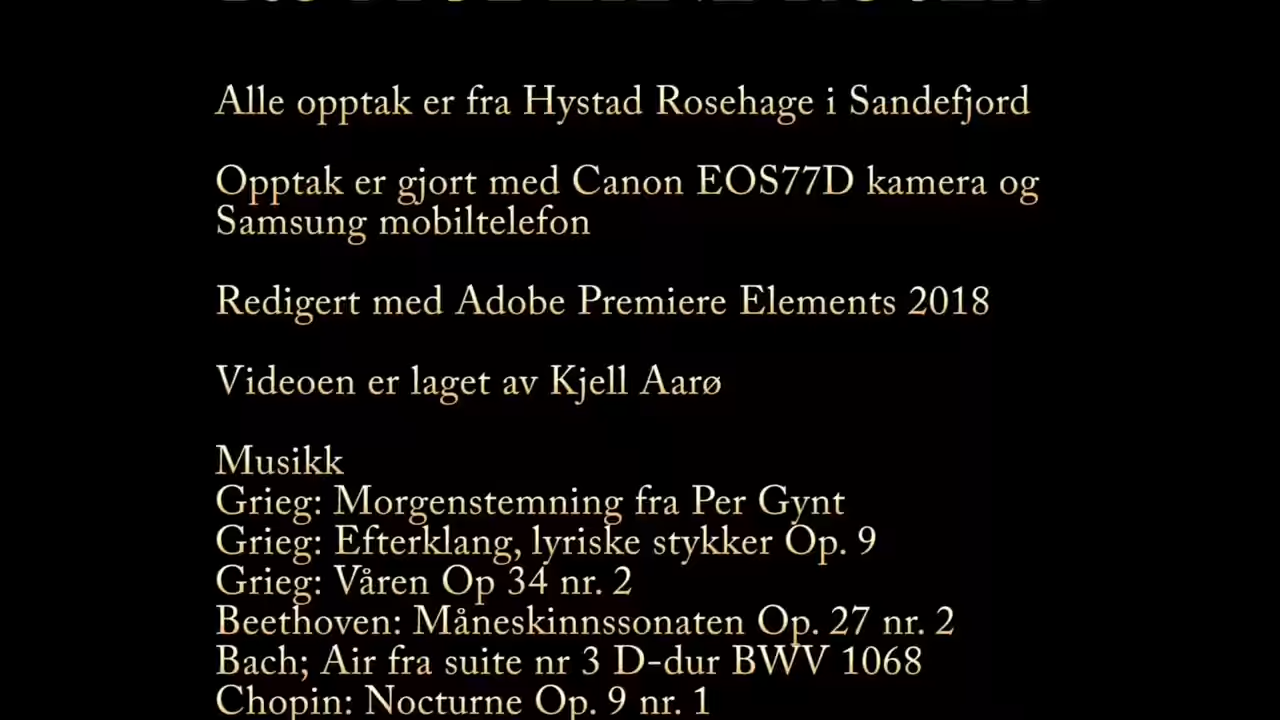 Alle opptak er fra Hystad Rosehage i Sandefjord
Opptak er gjort med Canon EOS77D kamera og
Samsung mobiltelefon
Redigert med Adobe Premiere Elements 2018
Videoen er laget av Kjell Aarø
Musikk
Grieg: Morgenstemning fra Per Gynt
Grieg: Efterklang, lyriske stykker Op. 9
Grieg: Våren Op 34 nr. 2
Beethoven: Måneskinnssonaten Op. 27 nr. 2
Bach; Air fra suite nr 3 D-dur BWV 1068
Chopin: Nocturne Op. 9 nr. 1